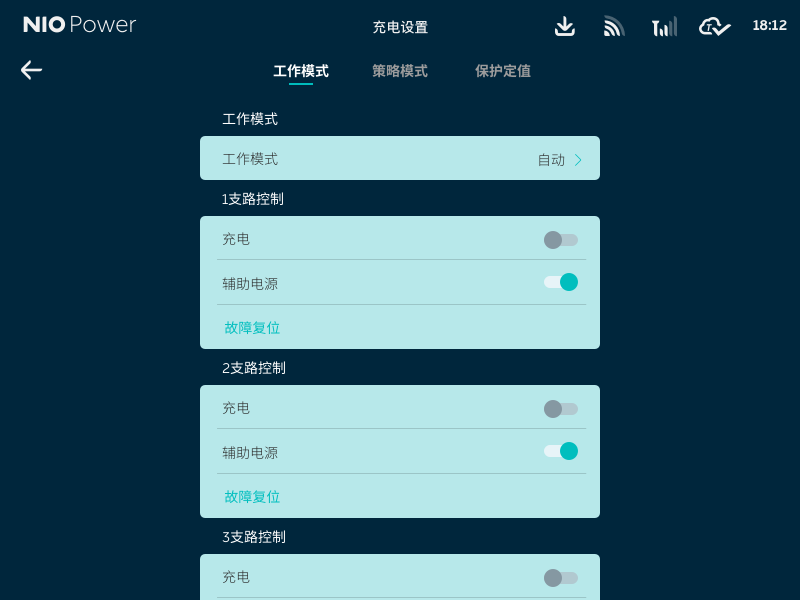 NIO Power
充电设置
18:12
工作模式
策略模式
保护定值
工作模式
工作模式
自动
1支路控制
充电
辅助电源
故障复位
2支路控制
充电
辅助电源
故障复位
3支路控制
充电